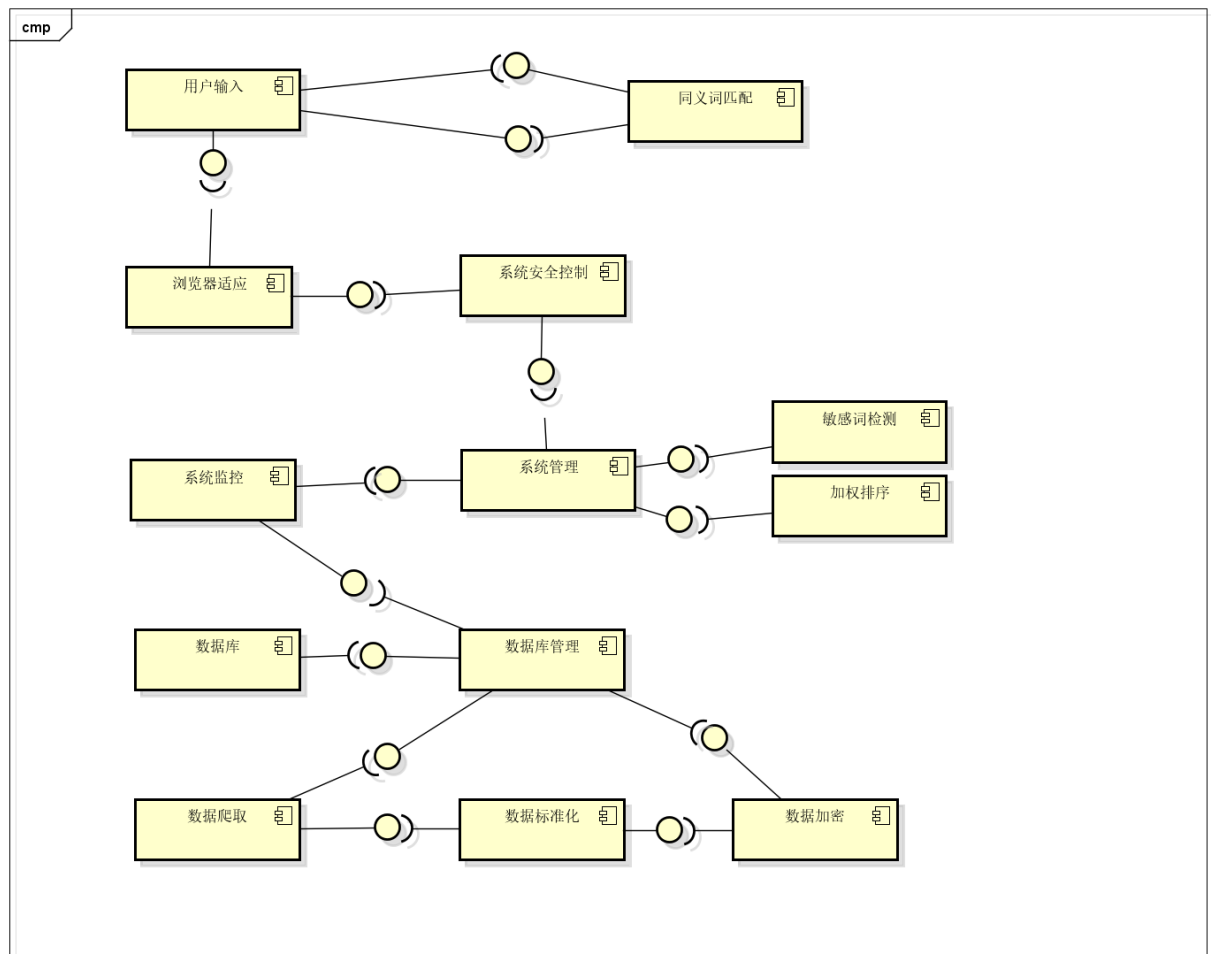 cmp
用户输入
同义词匹配
浏览器适应
系统安全控制
敏感词检测
系统监控
系统管理
加权排序
数据库
数据库管理
数据爬取
数据标准化
数据加密